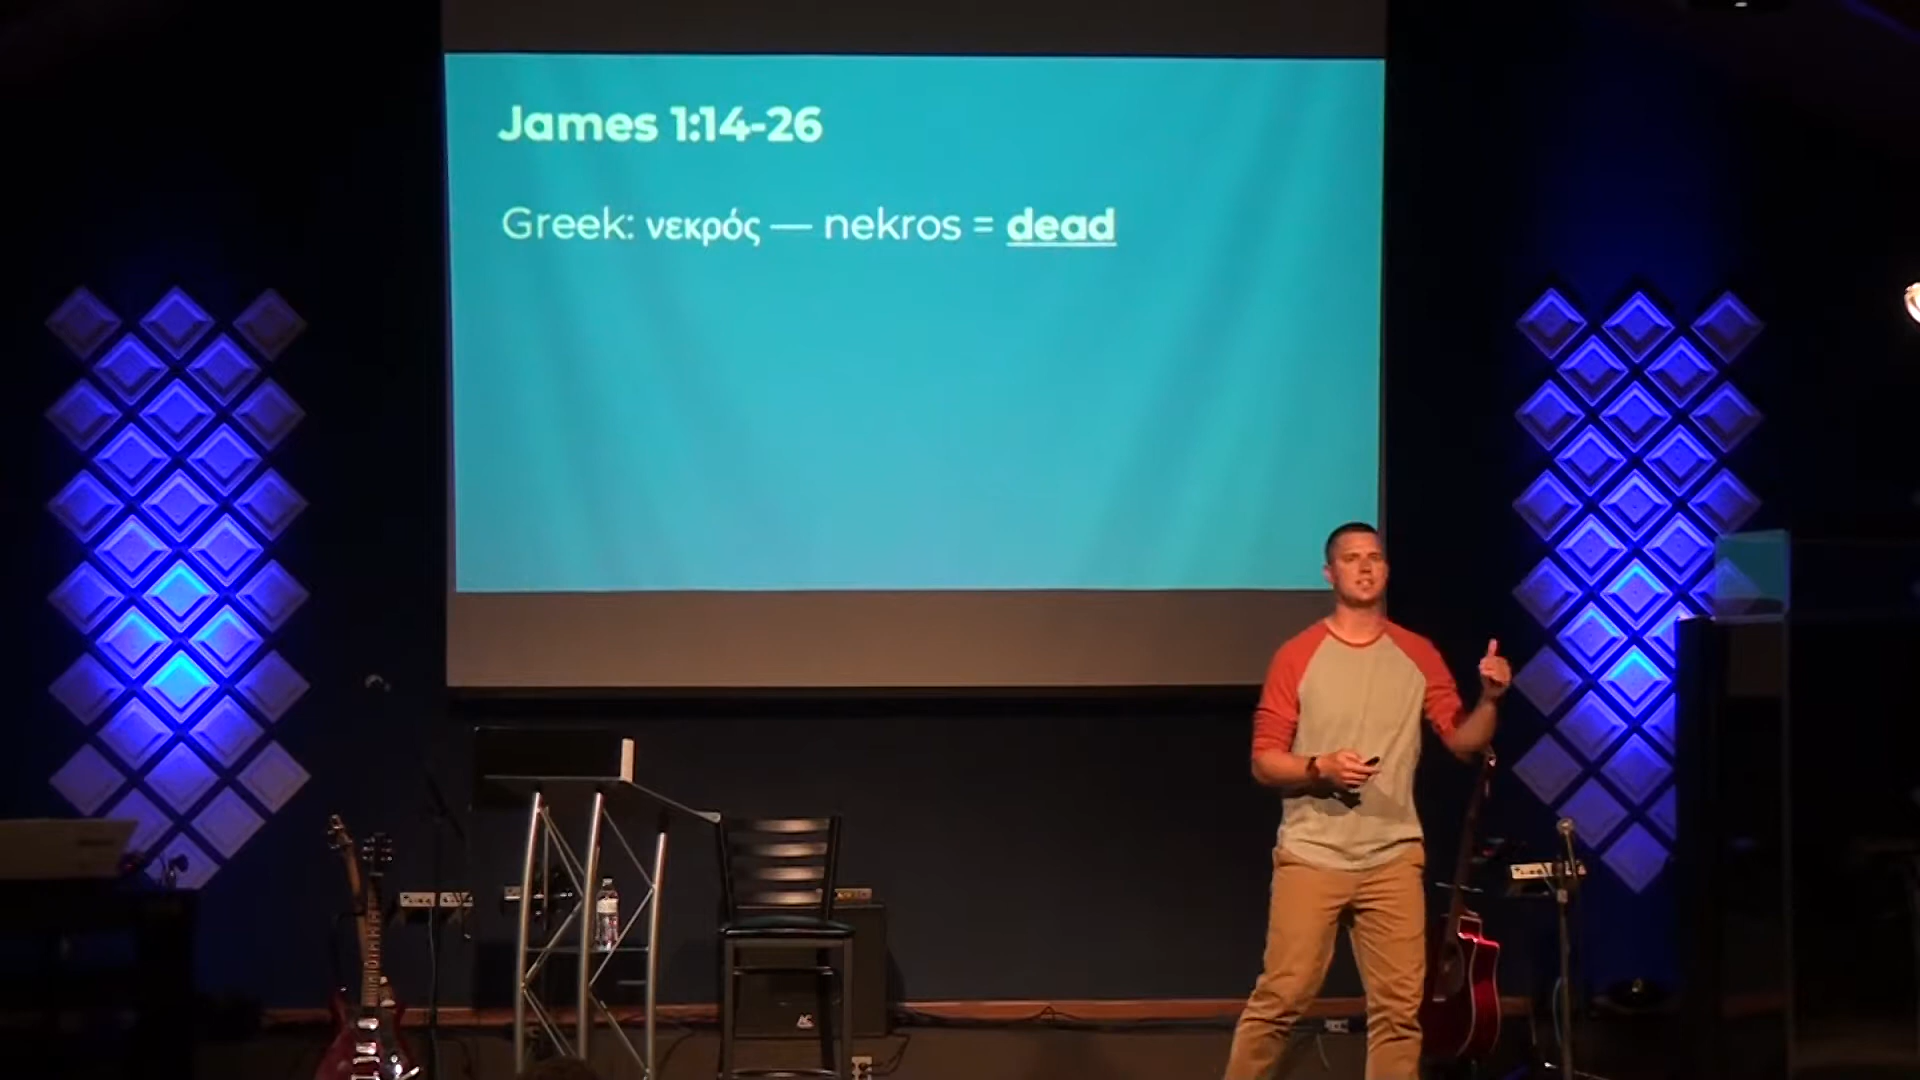 James 1:14-26
Greek: νεκρός — nekros = dead